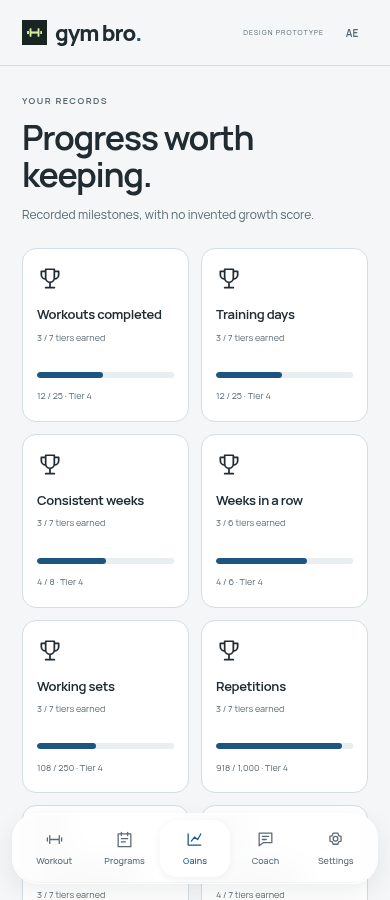 gym bro.
DESIGN PROTOTYPE
AE
YOUR RECORDS
Progress worth
keeping.
Recorded milestones, with no invented growth score.
Workouts completed
3 / 7 tiers earned
12 / 25 · Tier 4
Training days
3 / 7 tiers earned
12 / 25 · Tier 4
Consistent weeks
3 / 7 tiers earned
4 / 8 · Tier 4
Weeks in a row
3 / 6 tiers earned
4 / 6 · Tier 4
Working sets
3 / 7 tiers earned
108 / 250 · Tier 4
Repetitions
3 / 7 tiers earned
918 / 1,000 · Tier 4
Workout
Programs
Gains
Coach
Settings
3 / 7 tiers earned
4 / 7 tiers earned